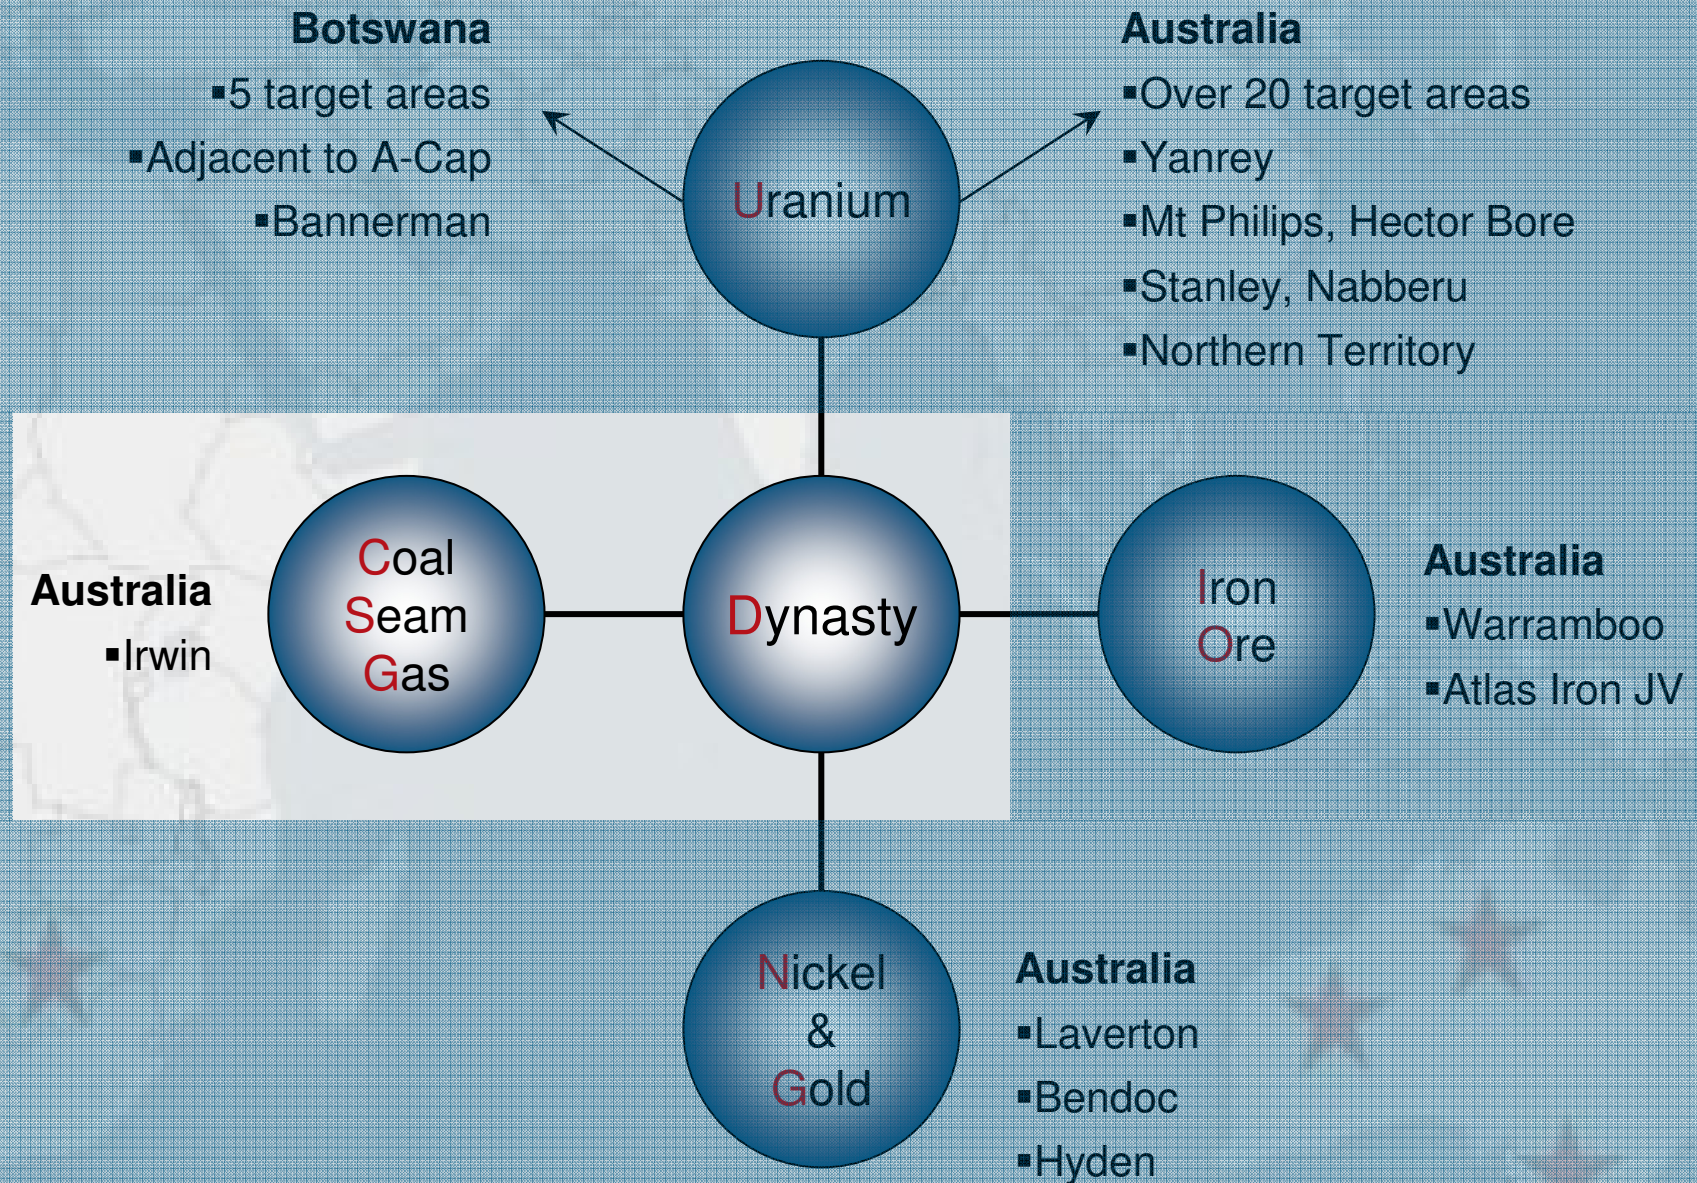 Botswana
▪5 target areas
▪Adjacent to A-Cap
▪Bannerman
Uranium
Australia
▪Over 20 target areas
▪Yanrey
▪Mt Philips, Hector Bore
▪Stanley, Nabberu
▪Northern Territory
Australia
▪Irwin
Coal
Seam
Gas
Dynasty
Iron
Ore
Australia
▪Warramboo
▪Atlas Iron JV
Nickel
&
Gold
Australia
▪Laverton
▪Bendoc
▪Hyden